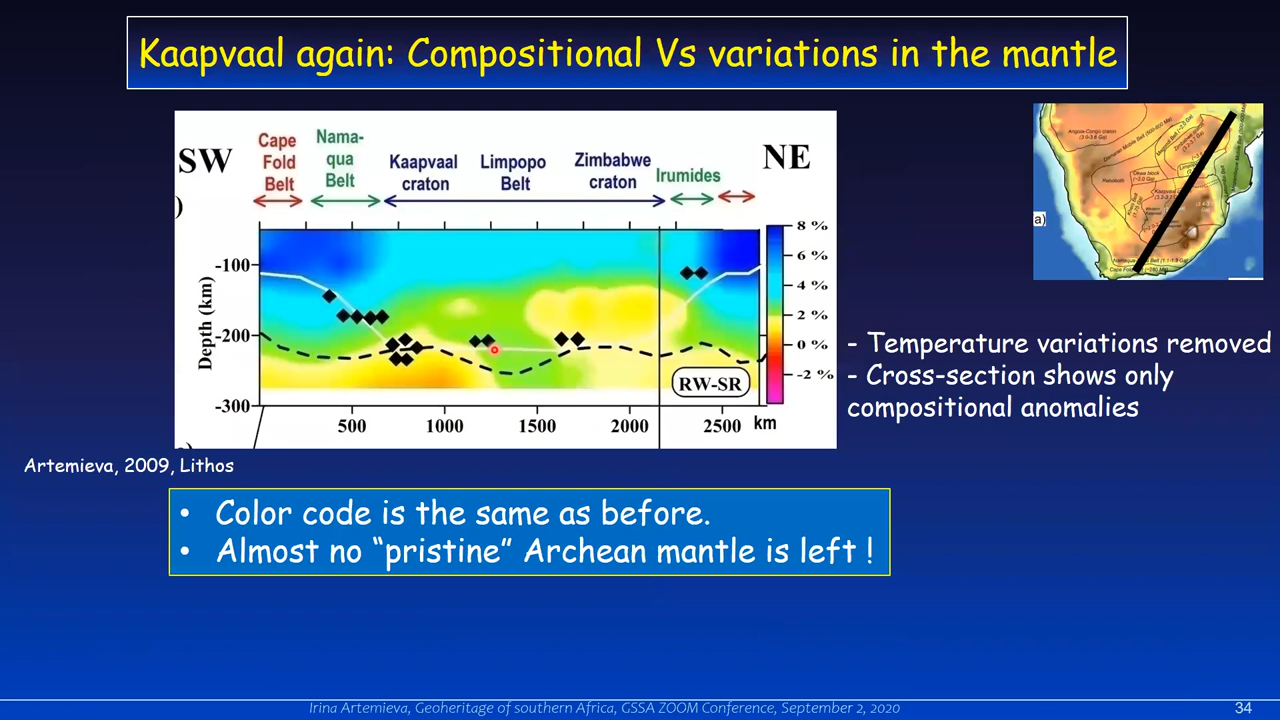 Kaapvaal again: Compositional Vs variations in the mantle
SW
Cape
Fold
Belt
Nama-
qua
Belt
Kaapvaal
craton
Limpopo
Belt
Zimbabwe
craton
Irumides
NE
)
Depth (km)
-100
-200
-300
8 %
6 %
4 %
2 %
0 %
-2 %
RW-SR
500
1000
1500
2000
2500
km
(a)
- Temperature variations removed
- Cross-section shows only
compositional anomalies
Artemieva, 2009, Lithos
• Color code is the same as before.
• Almost no “pristine” Archean mantle is left !
Irina Artemieva, Geoheritage of southern Africa, GSSA ZOOM Conference, September 2, 2020
34